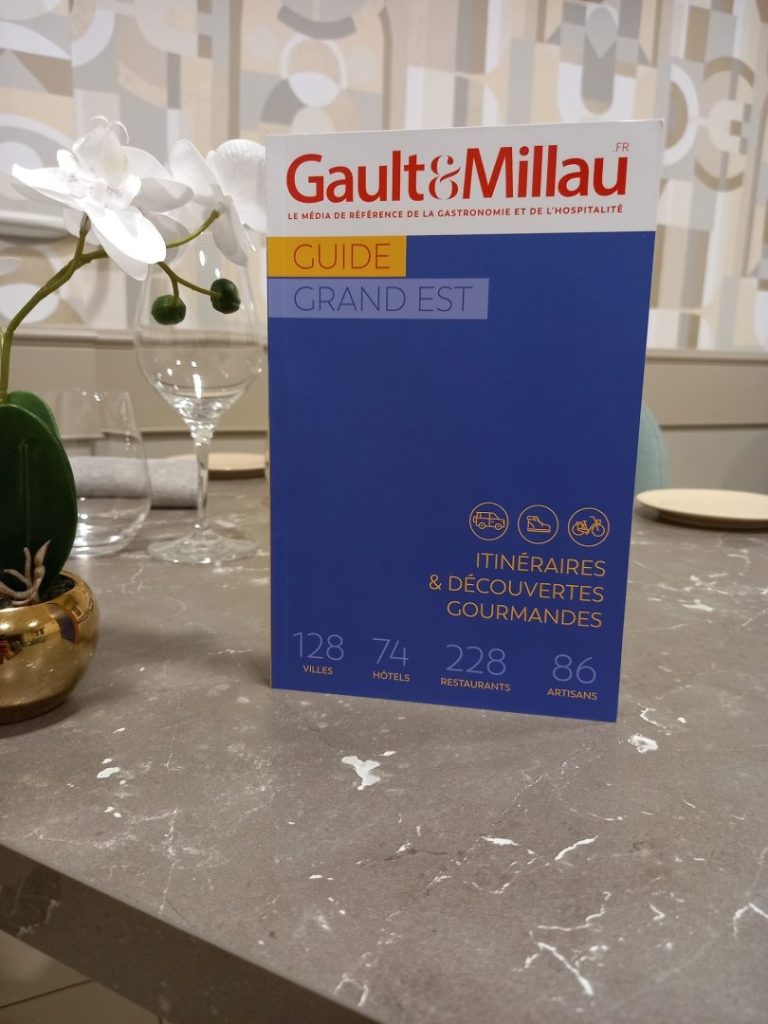 .FR
Gault&Millau
LE MÉDIA DE RÉFÉRENCE DE LA GASTRONOMIE ET DE L'HOSPITALITÉ
GUIDE
GRAND EST
ITINÉRAIRES
& DÉCOUVERTES
GOURMANDES
128 74 228 86
VILLES HÔTELS RESTAURANTS ARTISANS